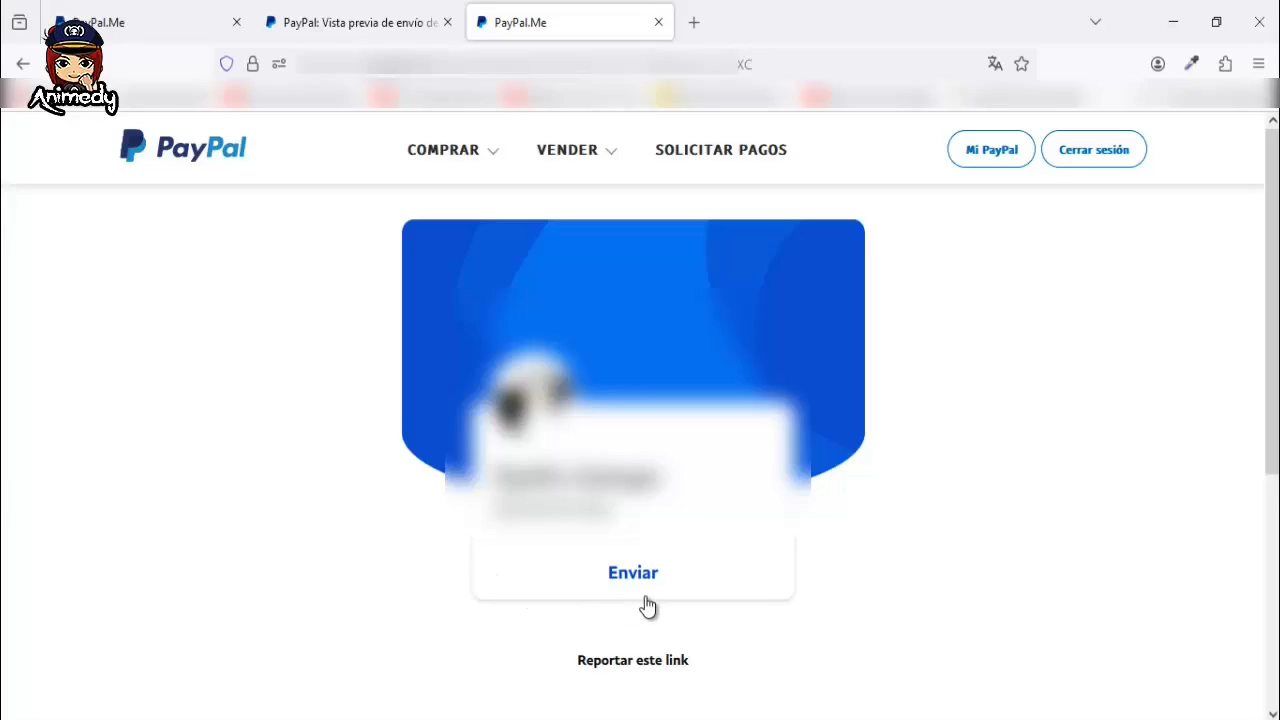 PayPal.Me
PayPal: Vista previa de envío de
PayPal.Me
XC
Animedy
PayPal
COMPRAR
VENDER
SOLICITAR PAGOS
Mi PayPal
Cerrar sesión
Enviar
Reportar este link